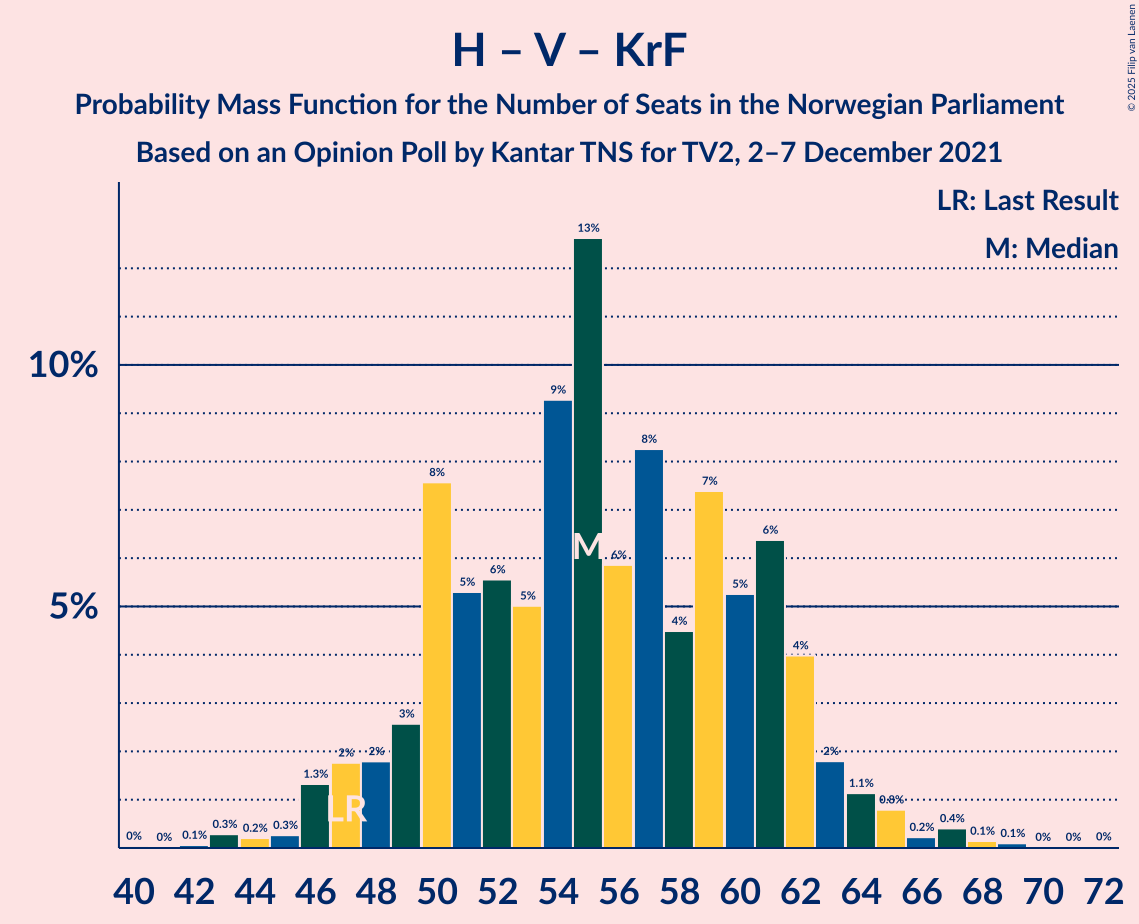 H – V – KrF
Probability Mass Function for the Number of Seats in the Norwegian Parliament
Based on an Opinion Poll by Kantar TNS for TV2, 2–7 December 2021
© 2025 Filip van Laenen
LR: Last Result
M: Median
10%
5%
0% 0% 0.1% 0.3% 0.2% 0.3% 1.3% 2% 2% 3% 8% 5% 6% 5% 9% 13% 6% 8% 4% 7% 5% 6% 4% 2% 1.1% 0.8% 0.2% 0.4% 0.1% 0.1% 0% 0% 0%
M
LR
40 42 44 46 48 50 52 54 56 58 60 62 64 66 68 70 72